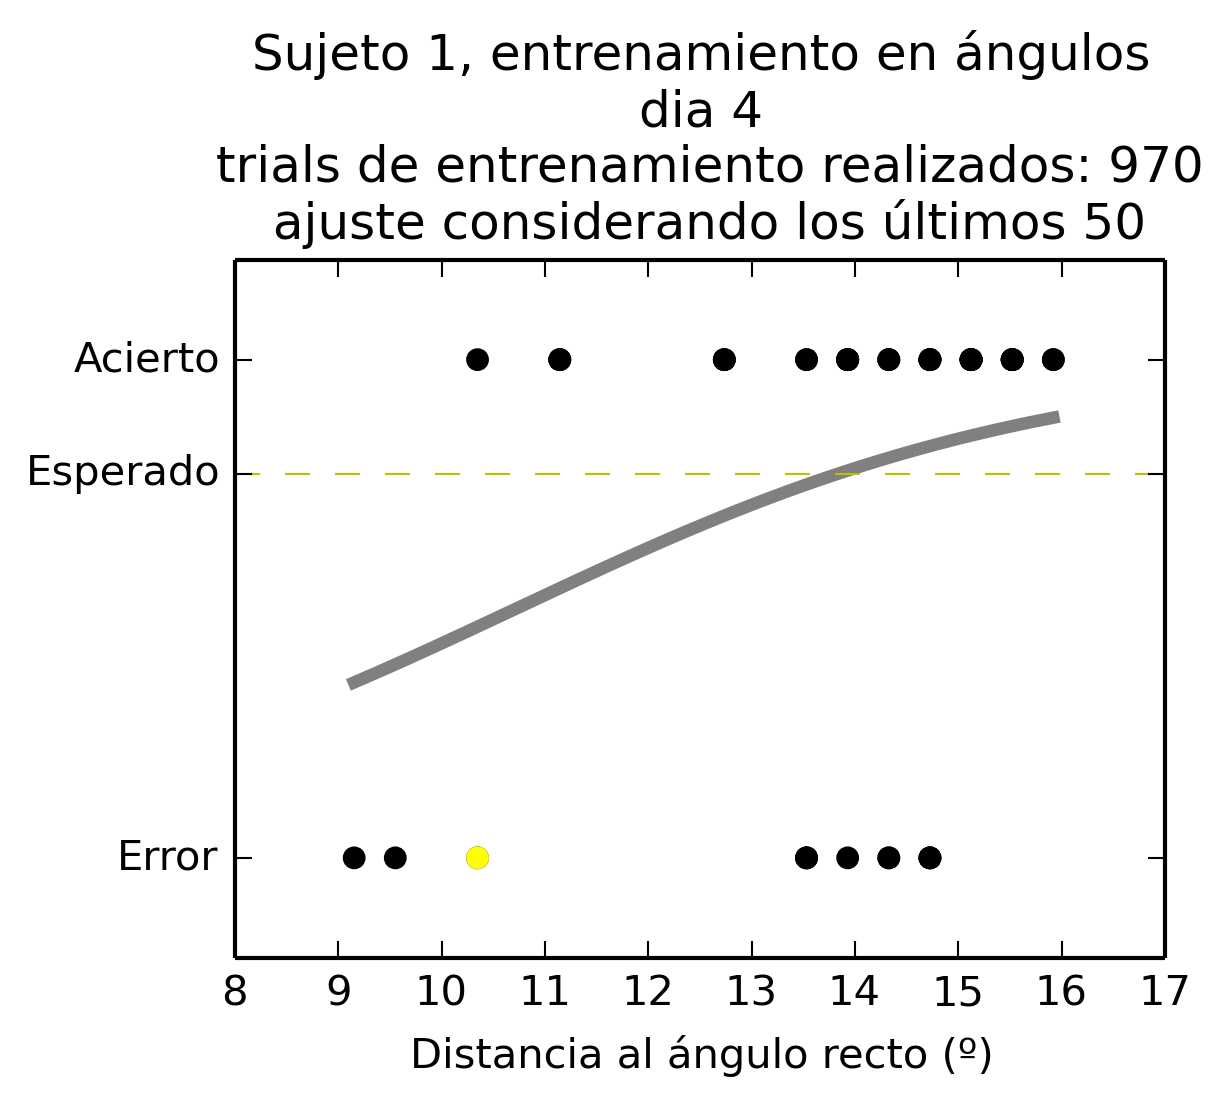 Sujeto 1, entrenamiento en ángulos
dia 4
trials de entrenamiento realizados: 970
ajuste considerando los últimos 50
Acierto
Esperado
Error
8 9 10 11 12 13 14 15 16 17
Distancia al ángulo recto (º)